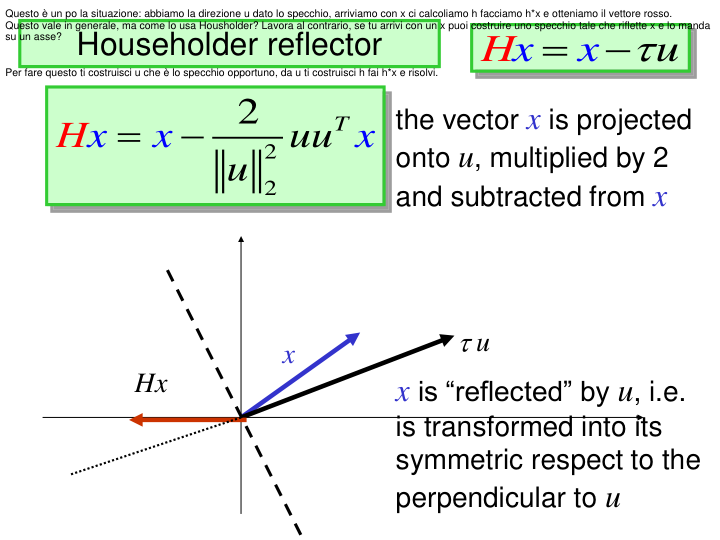 Questo è un po la situazione: abbiamo la direzione u dato lo specchio, arriviamo con x ci calcoliamo h facciamo h*x e otteniamo il vettore rosso.
Questo vale in generale, ma come lo usa Housholder? Lavora al contrario, se tu arrivi con un x puoi costruire uno specchio tale che riflette x e lo manda
su un asse?
Householder reflector
Hx = x − τu
Per fare questo ti costruisci u che è lo specchio opportuno, da u ti costruisci h fai h*x e risolvi.
Hx = x − 2/‖u‖₂² uuᵀ x
the vector x is projected
onto u, multiplied by 2
and subtracted from x
τ u
x
Hx
x is “reflected” by u, i.e.
is transformed into its
symmetric respect to the
perpendicular to u